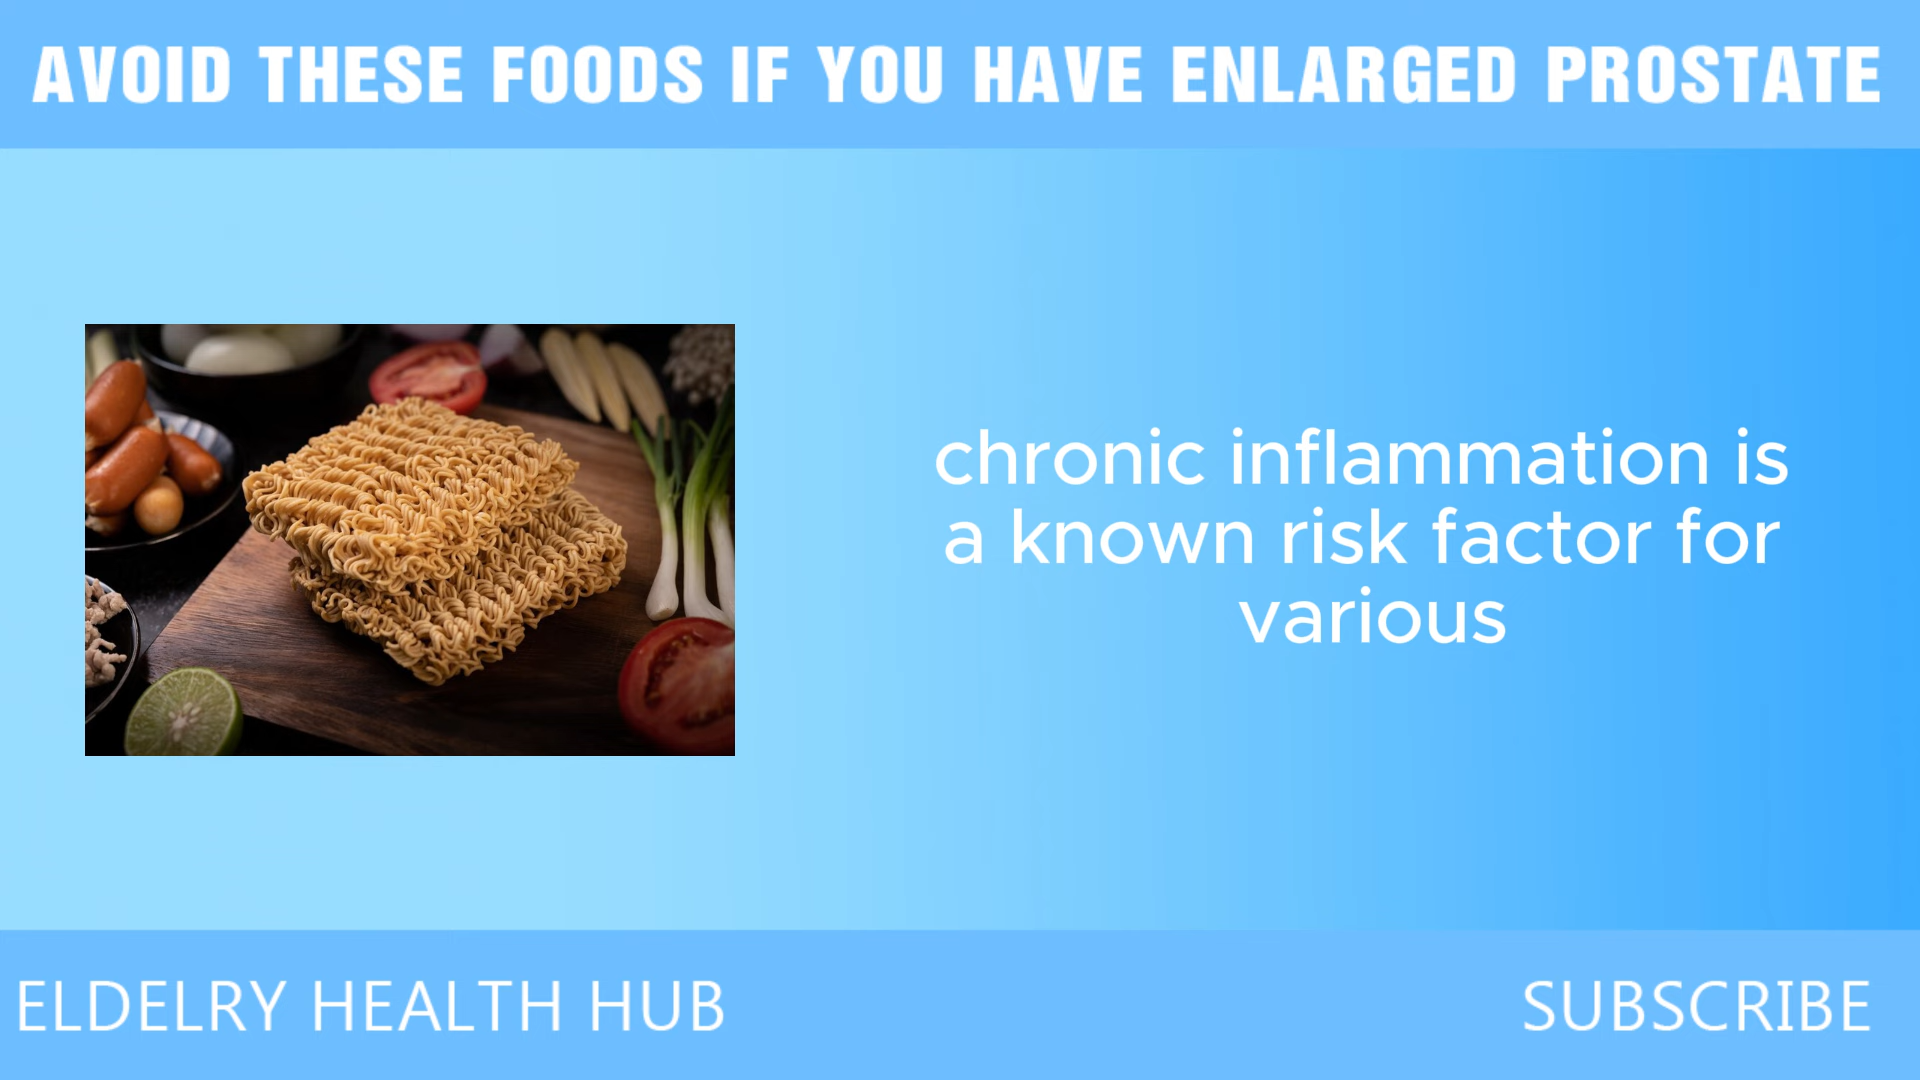 AVOID THESE FOODS IF YOU HAVE ENLARGED PROSTATE
chronic inflammation is
a known risk factor for
various
ELDELRY HEALTH HUB
SUBSCRIBE